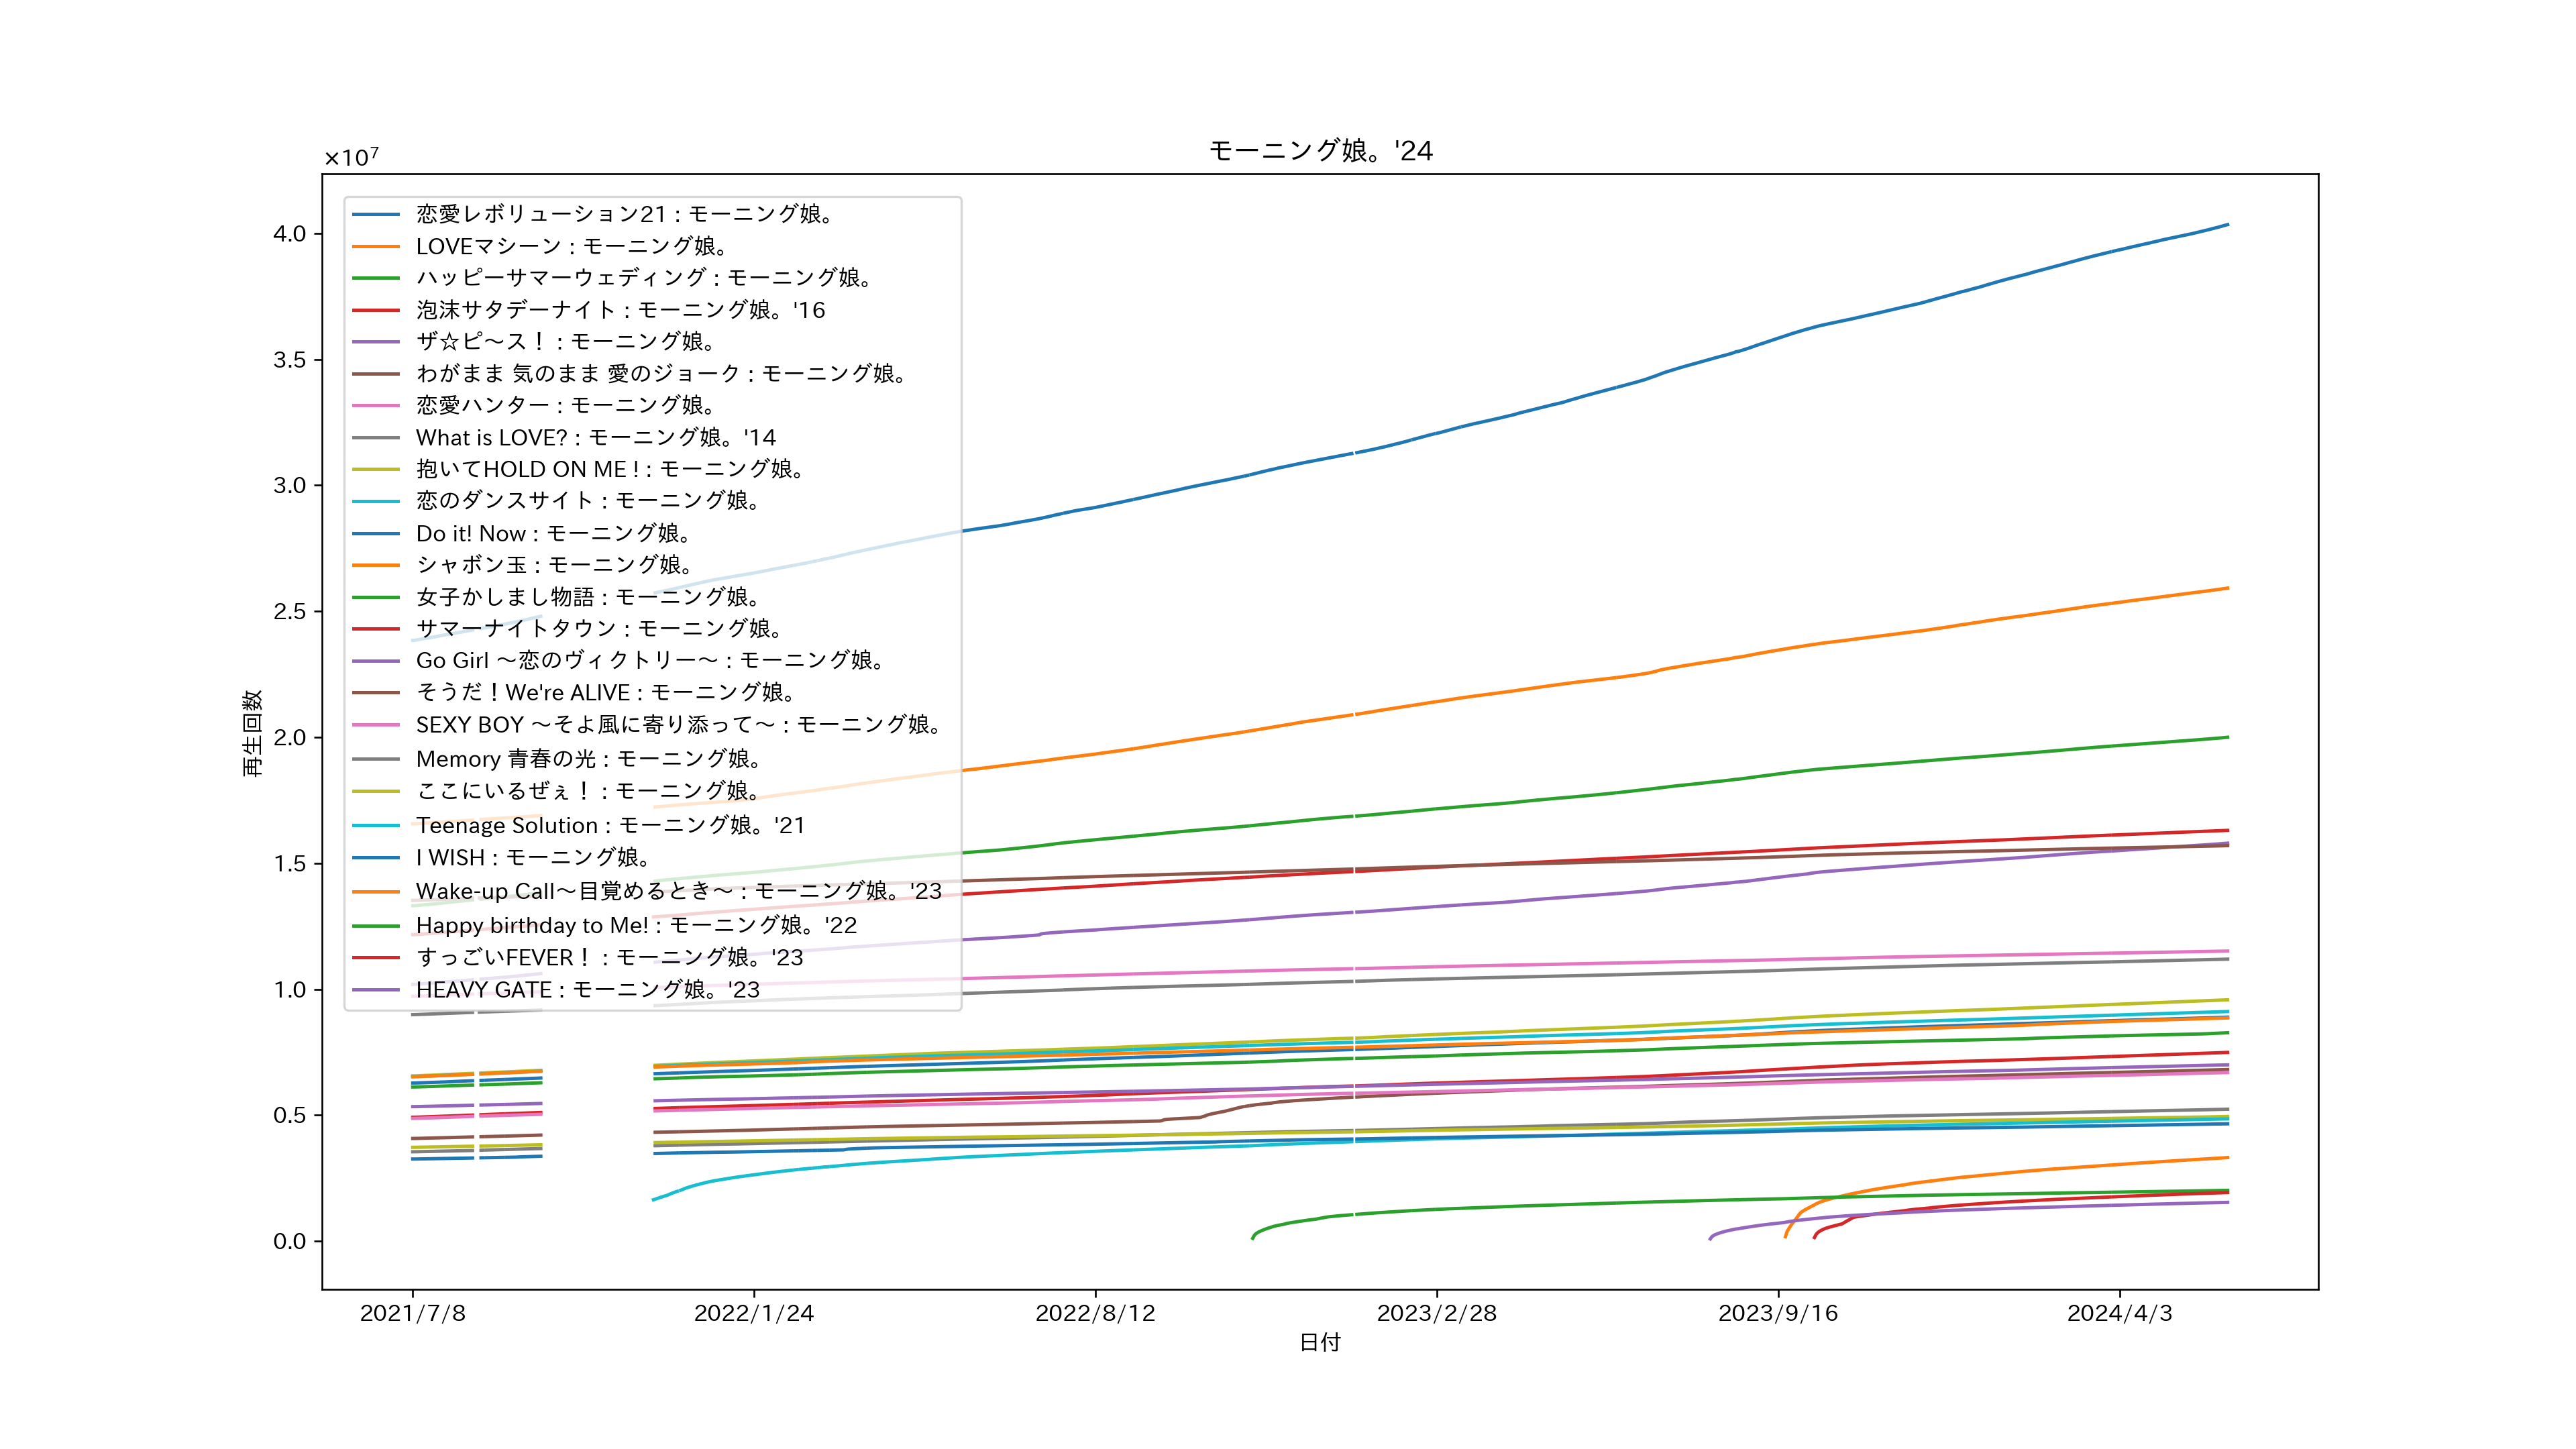 モーニング娘。'24
×10⁷
恋愛レボリューション21 : モーニング娘。
LOVEマシーン : モーニング娘。
ハッピーサマーウェディング : モーニング娘。
泡沫サタデーナイト : モーニング娘。'16
ザ☆ピ〜ス！ : モーニング娘。
わがまま 気のまま 愛のジョーク : モーニング娘。
恋愛ハンター : モーニング娘。
What is LOVE? : モーニング娘。'14
抱いてHOLD ON ME ! : モーニング娘。
恋のダンスサイト : モーニング娘。
Do it! Now : モーニング娘。
シャボン玉 : モーニング娘。
女子かしまし物語 : モーニング娘。
サマーナイトタウン : モーニング娘。
Go Girl 〜恋のヴィクトリー〜 : モーニング娘。
そうだ！We're ALIVE : モーニング娘。
SEXY BOY 〜そよ風に寄り添って〜 : モーニング娘。
Memory 青春の光 : モーニング娘。
ここにいるぜぇ！ : モーニング娘。
Teenage Solution : モーニング娘。'21
I WISH : モーニング娘。
Wake-up Call〜目覚めるとき〜 : モーニング娘。'23
Happy birthday to Me! : モーニング娘。'22
すっごいFEVER！ : モーニング娘。'23
HEAVY GATE : モーニング娘。'23
4.0
3.5
3.0
2.5
2.0
1.5
1.0
0.5
0.0
再生回数
2021/7/8 2022/1/24 2022/8/12 2023/2/28 2023/9/16 2024/4/3
日付